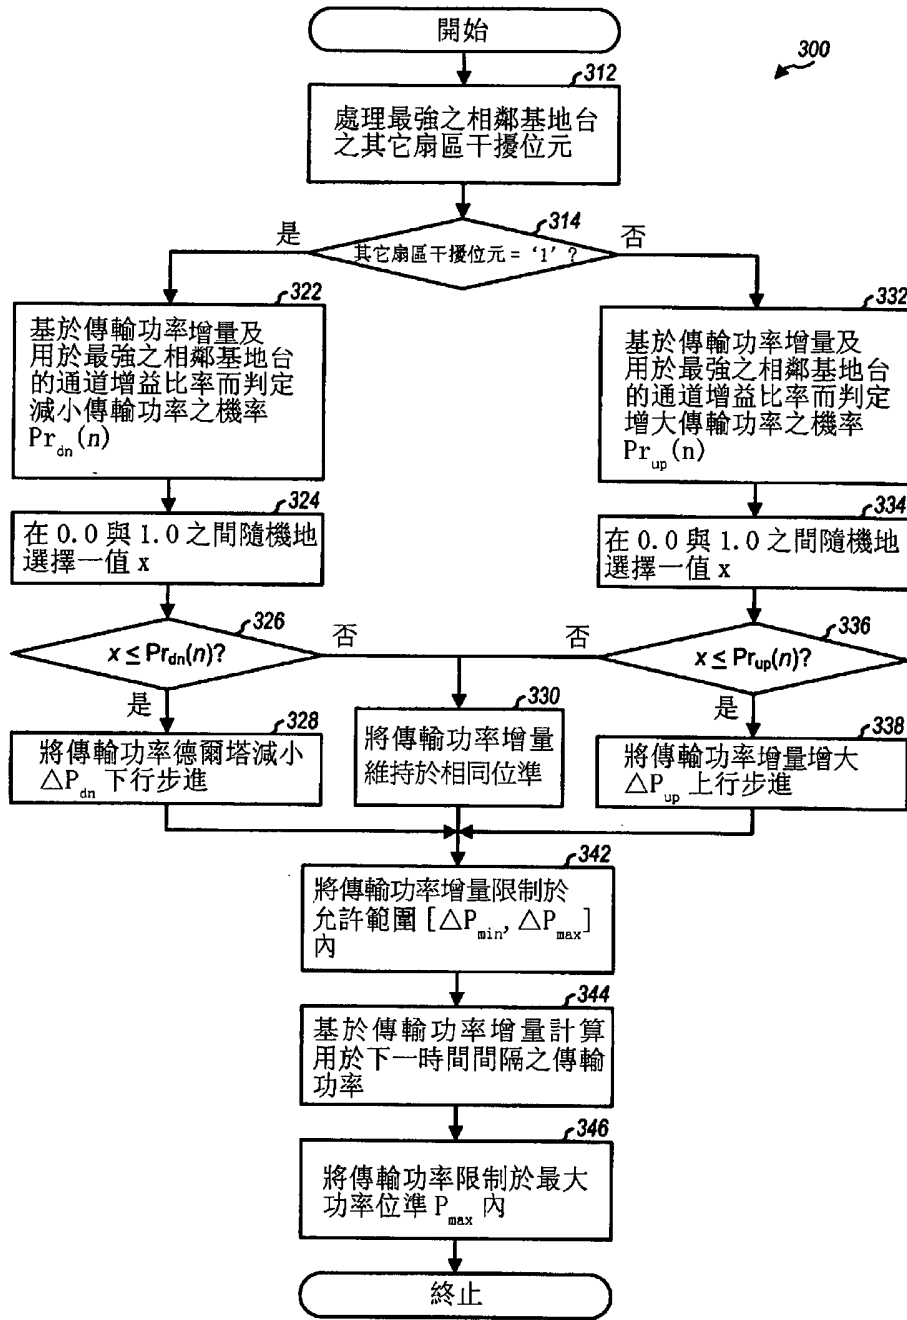 開始
300
312
處理最強之相鄰基地台
之其它扇區干擾位元
314
是
否
其它扇區干擾位元= '1' ?
322
基於傳輸功率增量及
用於最強之相鄰基地台
的通道增益比率而判定
減小傳輸功率之機率
Pr_dn(n)
332
基於傳輸功率增量及
用於最強之相鄰基地台
的通道增益比率而判定
增大傳輸功率之機率
Pr_up(n)
324
在 0.0 與 1.0 之間隨機地
選擇一值 x
334
在 0.0 與 1.0 之間隨機地
選擇一值 x
326
x ≤ Pr_dn(n)?
否
否
336
x ≤ Pr_up(n)?
是
是
328
將傳輸功率德爾塔減小
△P_dn 下行步進
330
將傳輸功率增量
維持於相同位準
338
將傳輸功率增量增大
△P_up 上行步進
342
將傳輸功率增量限制於
允許範圍 [△P_min, △P_max]
內
344
基於傳輸功率增量計算
用於下一時間間隔之傳輸
功率
346
將傳輸功率限制於最大
功率位準 P_max 內
終止